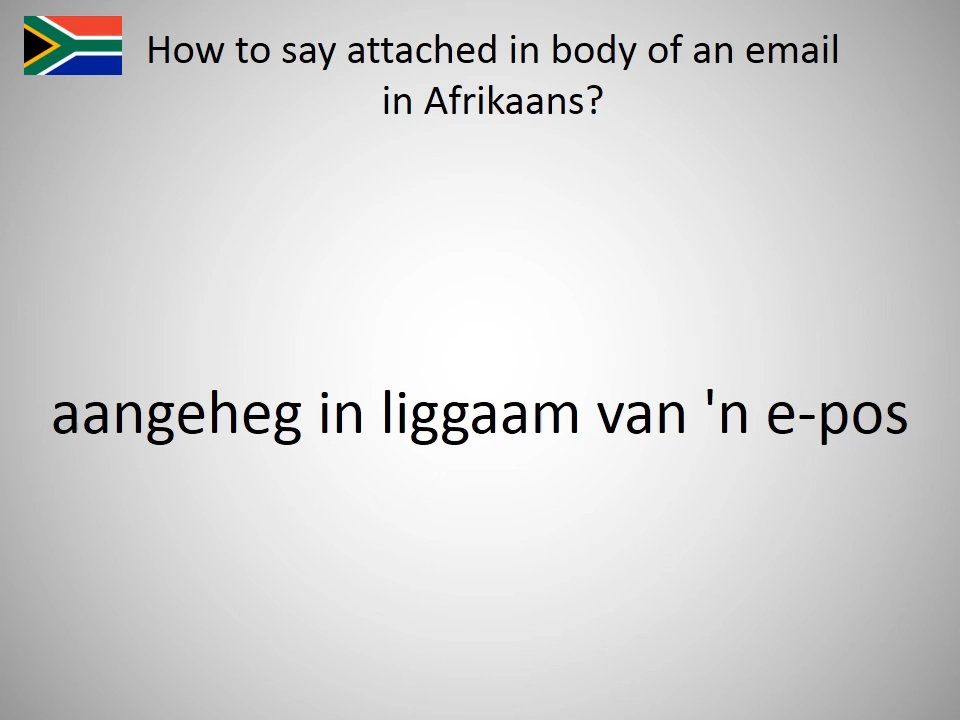 How to say attached in body of an email
in Afrikaans?
aangeheg in liggaam van 'n e-pos